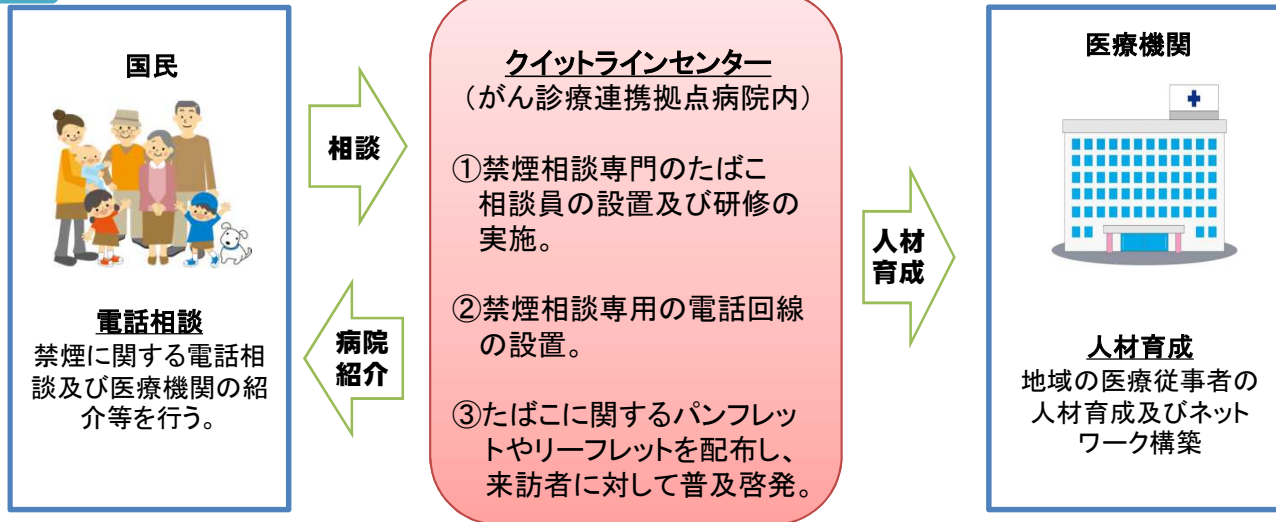 国民
電話相談
禁煙に関する電話相
談及び医療機関の紹
介等を行う。
相談
病院
紹介
クイットラインセンター
（がん診療連携拠点病院内）
①禁煙相談専門のたばこ
相談員の設置及び研修の
実施。
②禁煙相談専用の電話回線
の設置。
③たばこに関するパンフレッ
トやリーフレットを配布し、
来訪者に対して普及啓発。
人材
育成
医療機関
人材育成
地域の医療従事者の
人材育成及びネット
ワーク構築